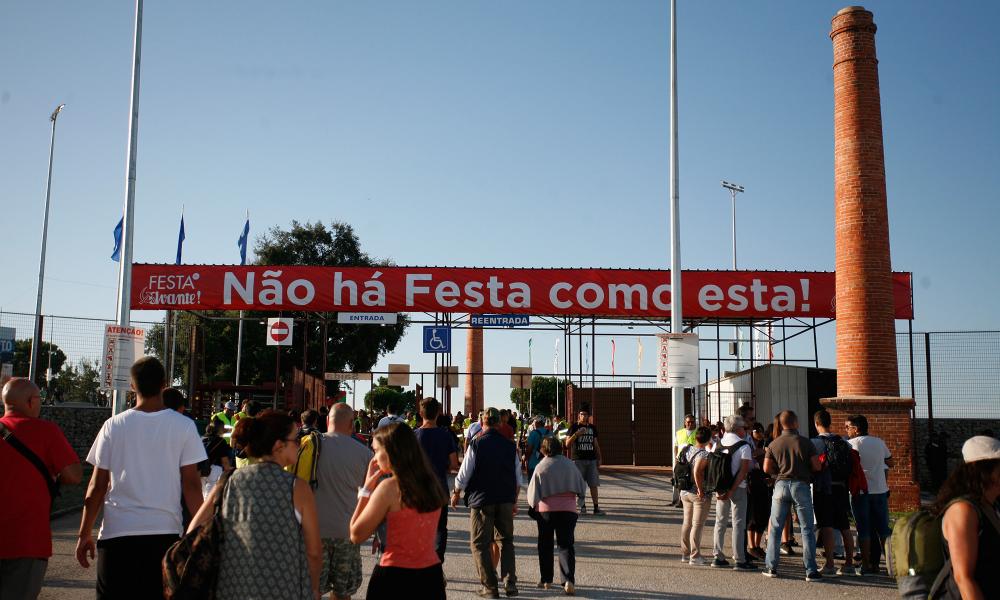 FESTA
Avante!
Não há Festa como esta!
ENTRADA
REENTRADA
ATENÇÃO!